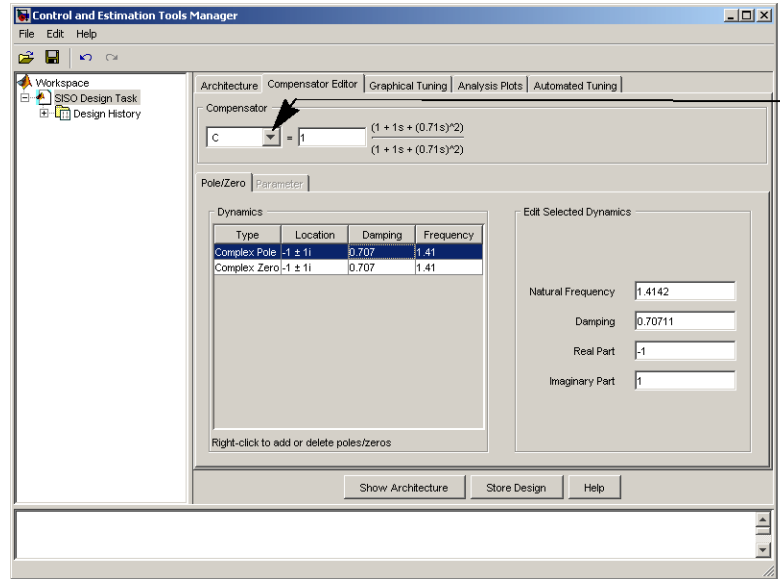 Control and Estimation Tools Manager
File Edit Help
Workspace
SISO Design Task
Design History
Architecture Compensator Editor Graphical Tuning Analysis Plots Automated Tuning
Compensator
C = 1 (1 + 1s + (0.71s)^2)
(1 + 1s + (0.71s)^2)
Pole/Zero Parameter
Dynamics
Type Location Damping Frequency
Complex Pole -1 ± 1i 0.707 1.41
Complex Zero -1 ± 1i 0.707 1.41
Right-click to add or delete poles/zeros
Edit Selected Dynamics
Natural Frequency 1.4142
Damping 0.70711
Real Part -1
Imaginary Part 1
Show Architecture Store Design Help